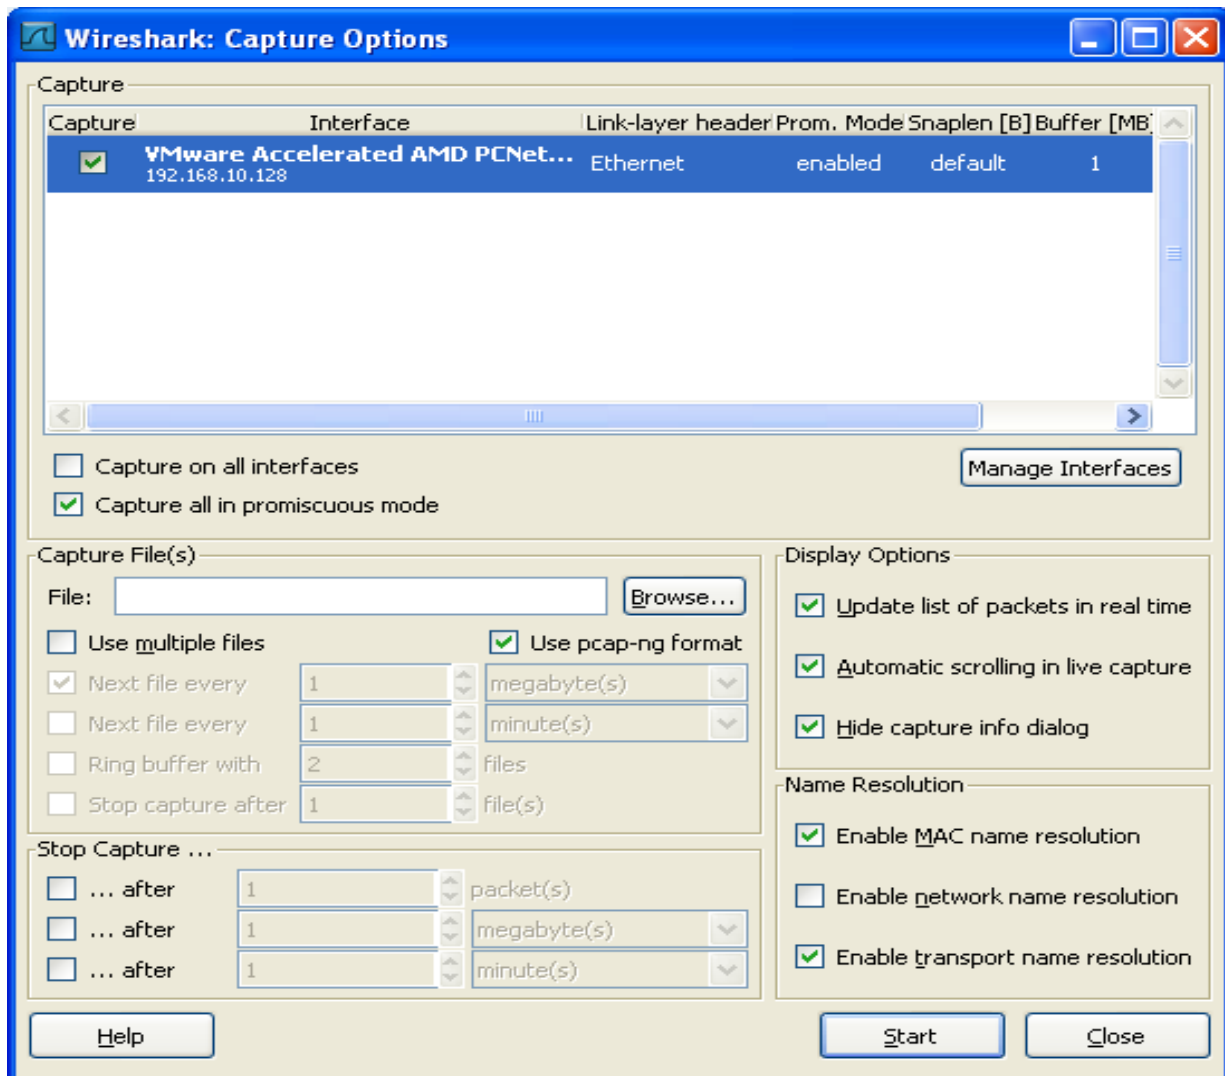 Wireshark: Capture Options
Capture
Capture Interface Link-layer header Prom. Mode Snaplen [B] Buffer [MB]
VMware Accelerated AMD PCNet... Ethernet enabled default 1
192.168.10.128
Capture on all interfaces
Manage Interfaces
Capture all in promiscuous mode
Capture File(s)
File: Browse...
Use multiple files Use pcap-ng format
Next file every 1 megabyte(s)
Next file every 1 minute(s)
Ring buffer with 2 files
Stop capture after 1 file(s)
Stop Capture ...
... after 1 packet(s)
... after 1 megabyte(s)
... after 1 minute(s)
Display Options
Update list of packets in real time
Automatic scrolling in live capture
Hide capture info dialog
Name Resolution
Enable MAC name resolution
Enable network name resolution
Enable transport name resolution
Help Start Close